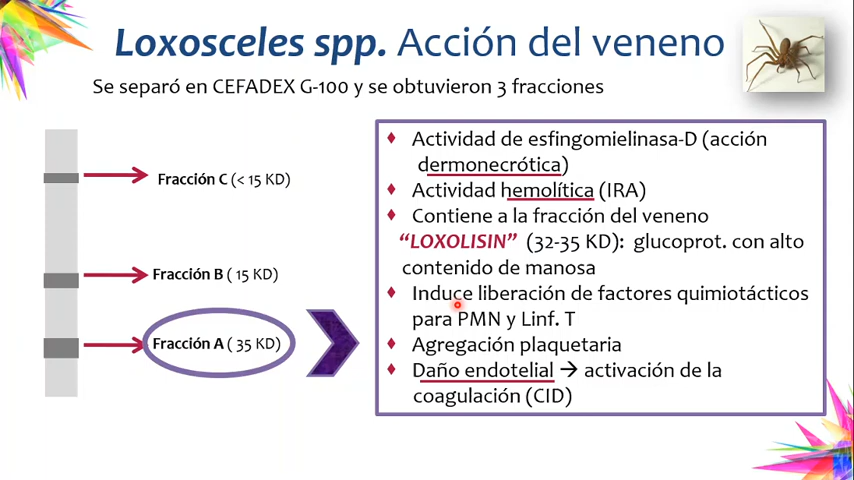 Loxosceles spp. Acción del veneno
Se separó en CEFADEX G-100 y se obtuvieron 3 fracciones
Fracción C (< 15 KD)
Fracción B ( 15 KD)
Fracción A ( 35 KD)
♦ Actividad de esfingomielinasa-D (acción
dermonecrótica)
♦ Actividad hemolítica (IRA)
♦ Contiene a la fracción del veneno
“LOXOLISIN” (32-35 KD): glucoprot. con alto
contenido de manosa
♦ Induce liberación de factores quimiotácticos
para PMN y Linf. T
♦ Agregación plaquetaria
♦ Daño endotelial → activación de la
coagulación (CID)